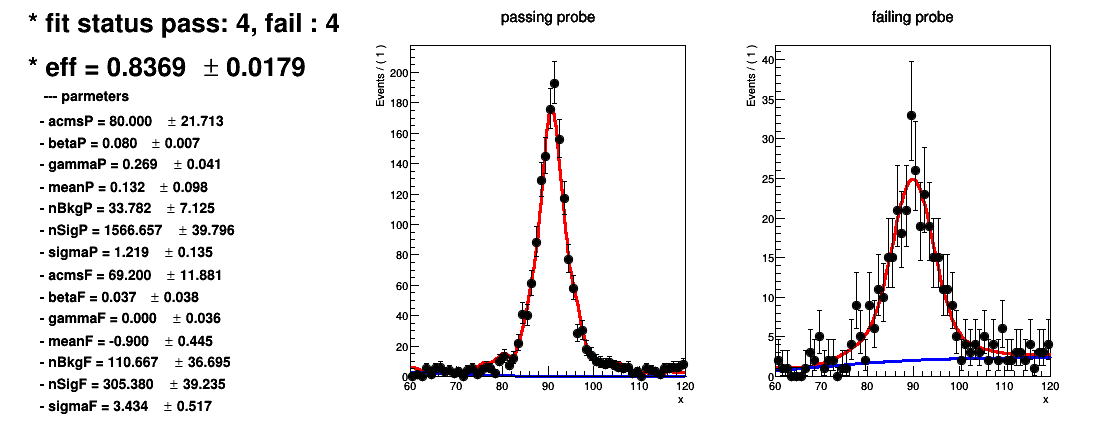 * fit status pass: 4, fail : 4
* eff = 0.8369 ± 0.0179
--- parmeters
- acmsP = 80.000 ± 21.713
- betaP = 0.080 ± 0.007
- gammaP = 0.269 ± 0.041
- meanP = 0.132 ± 0.098
- nBkgP = 33.782 ± 7.125
- nSigP = 1566.657 ± 39.796
- sigmaP = 1.219 ± 0.135
- acmsF = 69.200 ± 11.881
- betaF = 0.037 ± 0.038
- gammaF = 0.000 ± 0.036
- meanF = -0.900 ± 0.445
- nBkgF = 110.667 ± 36.695
- nSigF = 305.380 ± 39.235
- sigmaF = 3.434 ± 0.517
passing probe
Events / ( 1 )
200
180
160
140
120
100
80
60
40
20
0
60 70 80 90 100 110 120
x
failing probe
Events / ( 1 )
40
35
30
25
20
15
10
5
0
60 70 80 90 100 110 120
x